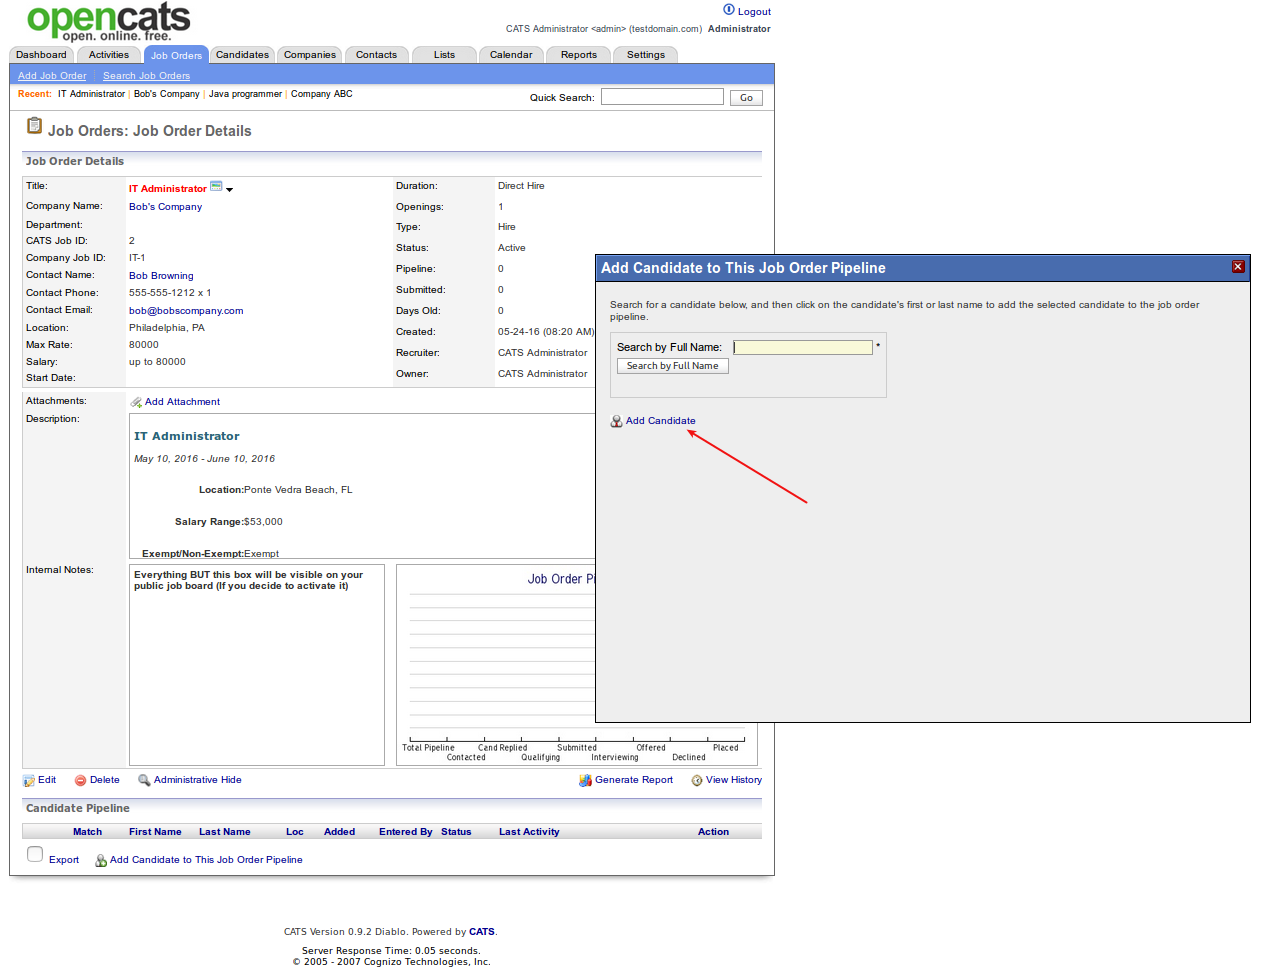 opencats
open. online. free.
Logout
CATS Administrator <admin> (testdomain.com) Administrator
Dashboard Activities Job Orders Candidates Companies Contacts Lists Calendar Reports Settings
Add Job Order | Search Job Orders
Recent: IT Administrator | Bob's Company | Java programmer | Company ABC
Quick Search: Go
Job Orders: Job Order Details
Job Order Details
Title: IT Administrator
Company Name: Bob's Company
Department:
CATS Job ID: 2
Company Job ID: IT-1
Contact Name: Bob Browning
Contact Phone: 555-555-1212 x 1
Contact Email: bob@bobscompany.com
Location: Philadelphia, PA
Max Rate: 80000
Salary: up to 80000
Start Date:
Duration: Direct Hire
Openings: 1
Type: Hire
Status: Active
Pipeline: 0
Submitted: 0
Days Old: 0
Created: 05-24-16 (08:20 AM)
Recruiter: CATS Administrator
Owner: CATS Administrator
Attachments: Add Attachment
Description:
IT Administrator
May 10, 2016 - June 10, 2016
Location:Ponte Vedra Beach, FL
Salary Range:$53,000
Exempt/Non-Exempt:Exempt
Internal Notes:
Everything BUT this box will be visible on your
public job board (If you decide to activate it)
Job Order Pi
Total Pipeline Cand Replied Submitted Offered Placed
Contacted Qualifying Interviewing Declined
Add Candidate to This Job Order Pipeline
Search for a candidate below, and then click on the candidate's first or last name to add the selected candidate to the job order
pipeline.
Search by Full Name: *
Search by Full Name
Add Candidate
Edit Delete Administrative Hide Generate Report View History
Candidate Pipeline
Match First Name Last Name Loc Added Entered By Status Last Activity Action
Export Add Candidate to This Job Order Pipeline
CATS Version 0.9.2 Diablo. Powered by CATS.
Server Response Time: 0.05 seconds.
© 2005 - 2007 Cognizo Technologies, Inc.